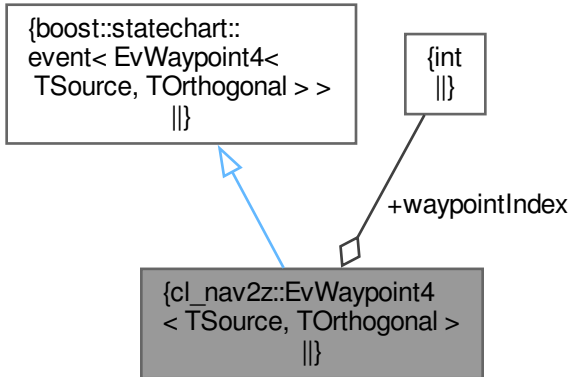 {boost::statechart::
event< EvWaypoint4<
TSource, TOrthogonal > >
||}
{int
||}
+waypointIndex
{cl_nav2z::EvWaypoint4
< TSource, TOrthogonal >
||}